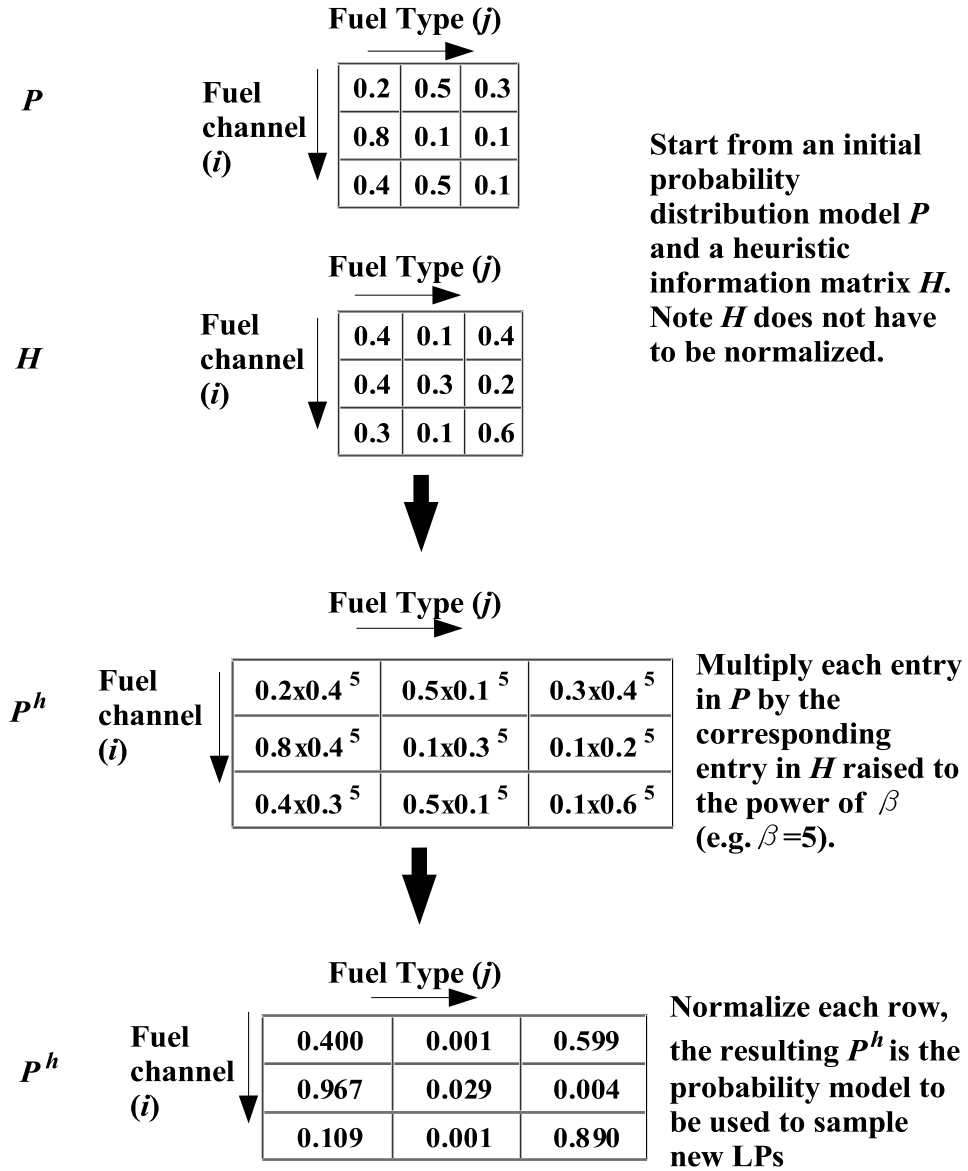 Fuel Type (j)
P
Fuel
channel
(i)
0.2 0.5 0.3
0.8 0.1 0.1
0.4 0.5 0.1
Start from an initial
probability
distribution model P
and a heuristic
information matrix H.
Note H does not have
to be normalized.
Fuel Type (j)
H
Fuel
channel
(i)
0.4 0.1 0.4
0.4 0.3 0.2
0.3 0.1 0.6
Fuel Type (j)
P^h
Fuel
channel
(i)
0.2x0.4 ^5 0.5x0.1 ^5 0.3x0.4 ^5
0.8x0.4 ^5 0.1x0.3 ^5 0.1x0.2 ^5
0.4x0.3 ^5 0.5x0.1 ^5 0.1x0.6 ^5
Multiply each entry
in P by the
corresponding
entry in H raised to
the power of β
(e.g. β=5).
Fuel Type (j)
P^h
Fuel
channel
(i)
0.400 0.001 0.599
0.967 0.029 0.004
0.109 0.001 0.890
Normalize each row,
the resulting P^h is the
probability model to
be used to sample
new LPs